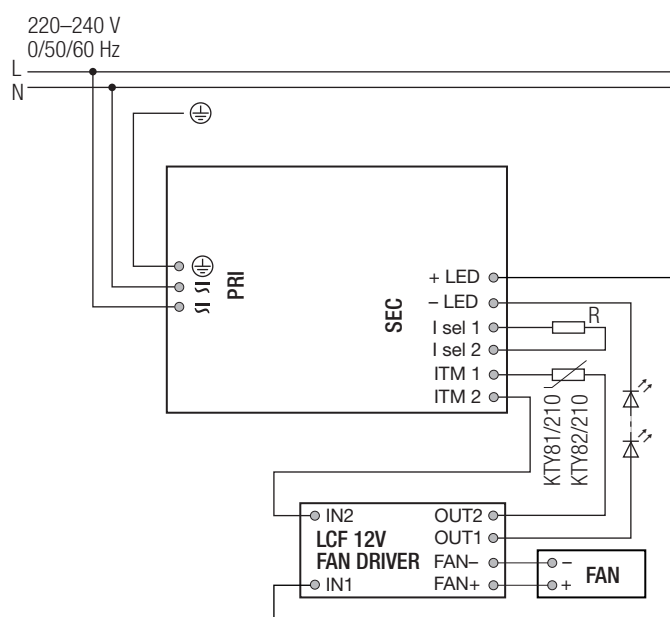 220–240 V
0/50/60 Hz
L
N
PRI
SEC
+ LED
– LED
I sel 1
I sel 2
ITM 1
ITM 2
R
KTY81/210
KTY82/210
IN2
LCF 12V
FAN DRIVER
IN1
OUT2
OUT1
FAN–
FAN+
–
+
FAN